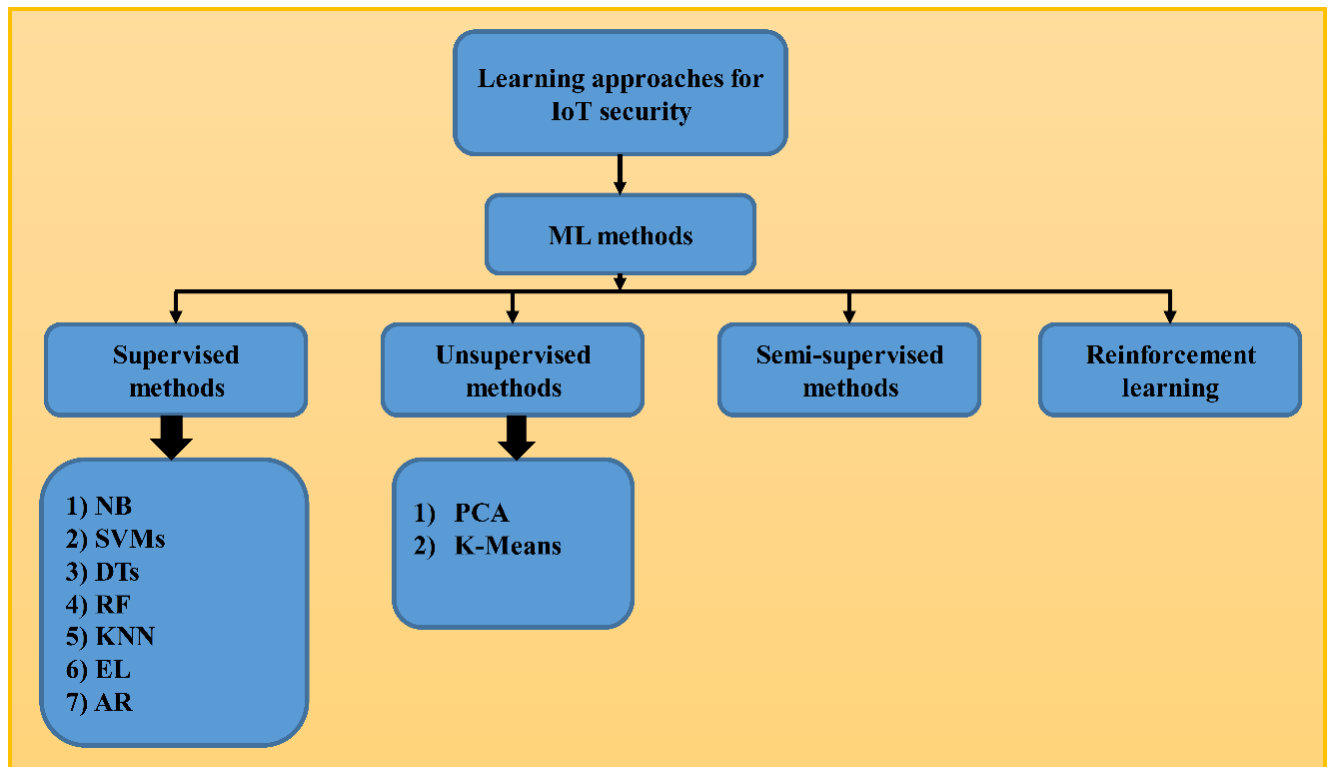 Learning approaches for
IoT security
ML methods
Supervised
methods
Unsupervised
methods
Semi-supervised
methods
Reinforcement
learning
1) NB
2) SVMs
3) DTs
4) RF
5) KNN
6) EL
7) AR
1) PCA
2) K-Means